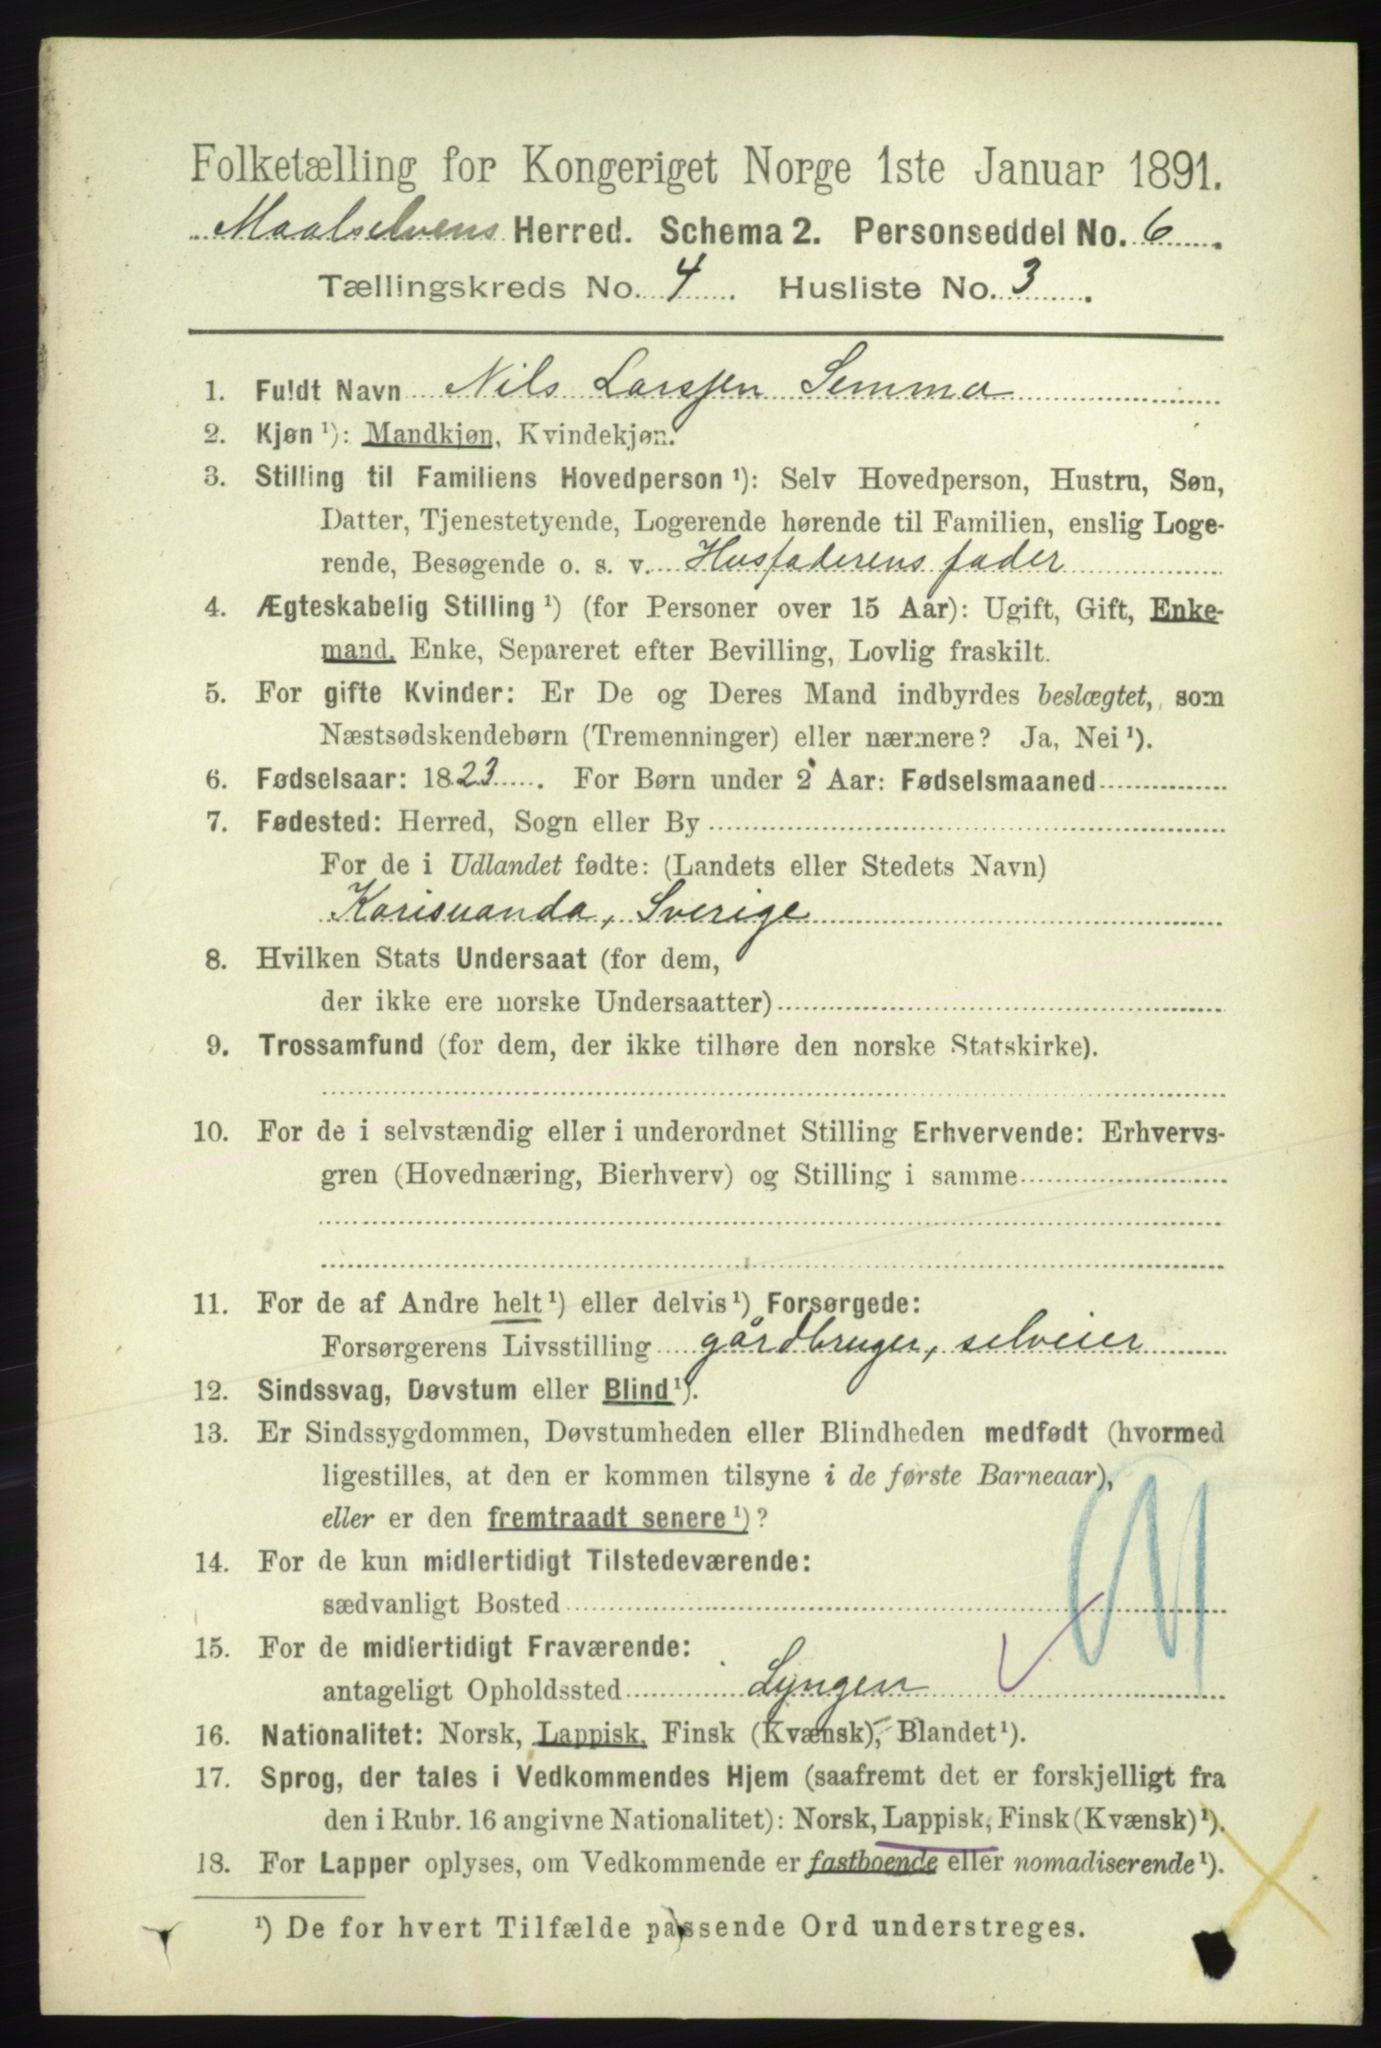 Folketælling for Kongeriget Norge 1ste Januar 1891.
Maalselvens Herred. Schema 2. Personseddel No. 6.
Tællingskreds No. 4. Husliste No. 3.
1. Fuldt Navn Nils Larssen Semma
2. Kjøn ¹): Mandkjøn, Kvindekjøn.
3. Stilling til Familiens Hovedperson ¹): Selv Hovedperson, Hustru, Søn,
Datter, Tjenestetyende, Logerende hørende til Familien, enslig Loge-
rende, Besøgende o. s. v. Husfaderens fader
4. Ægteskabelig Stilling ¹) (for Personer over 15 Aar): Ugift, Gift, Enke-
mand, Enke, Separeret efter Bevilling, Lovlig fraskilt.
5. For gifte Kvinder: Er De og Deres Mand indbyrdes beslægtet, som
Næstsødskendebørn (Tremenninger) eller nærmere? Ja, Nei ¹).
6. Fødselsaar: 1823. For Børn under 2 Aar: Fødselsmaaned
7. Fødested: Herred, Sogn eller By
For de i Udlandet fødte: (Landets eller Stedets Navn)
Karisuanda, Sverige
8. Hvilken Stats Undersaat (for dem,
der ikke ere norske Undersaatter)
9. Trossamfund (for dem, der ikke tilhøre den norske Statskirke).
10. For de i selvstændig eller i underordnet Stilling Erhvervende: Erhvervs-
gren (Hovednæring, Bierhverv) og Stilling i samme
11. For de af Andre helt ¹) eller delvis ¹) Forsørgede:
Forsørgerens Livsstilling gårdbruger, selveier
12. Sindssvag, Døvstum eller Blind ¹).
13. Er Sindssygdommen, Døvstumheden eller Blindheden medfødt (hvormed
ligestilles, at den er kommen tilsyne i de første Barneaar),
eller er den fremtraadt senere ¹)?
14. For de kun midlertidigt Tilstedeværende:
sædvanligt Bosted
15. For de midlertidigt Fraværende:
antageligt Opholdssted Lyngen
16. Nationalitet: Norsk, Lappisk, Finsk (Kvænsk), Blandet ¹).
17. Sprog, der tales i Vedkommendes Hjem (saafremt det er forskjelligt fra
den i Rubr. 16 angivne Nationalitet): Norsk, Lappisk, Finsk (Kvænsk) ¹).
18. For Lapper oplyses, om Vedkommende er fastboende eller nomadiserende ¹).
¹) De for hvert Tilfælde passende Ord understreges.